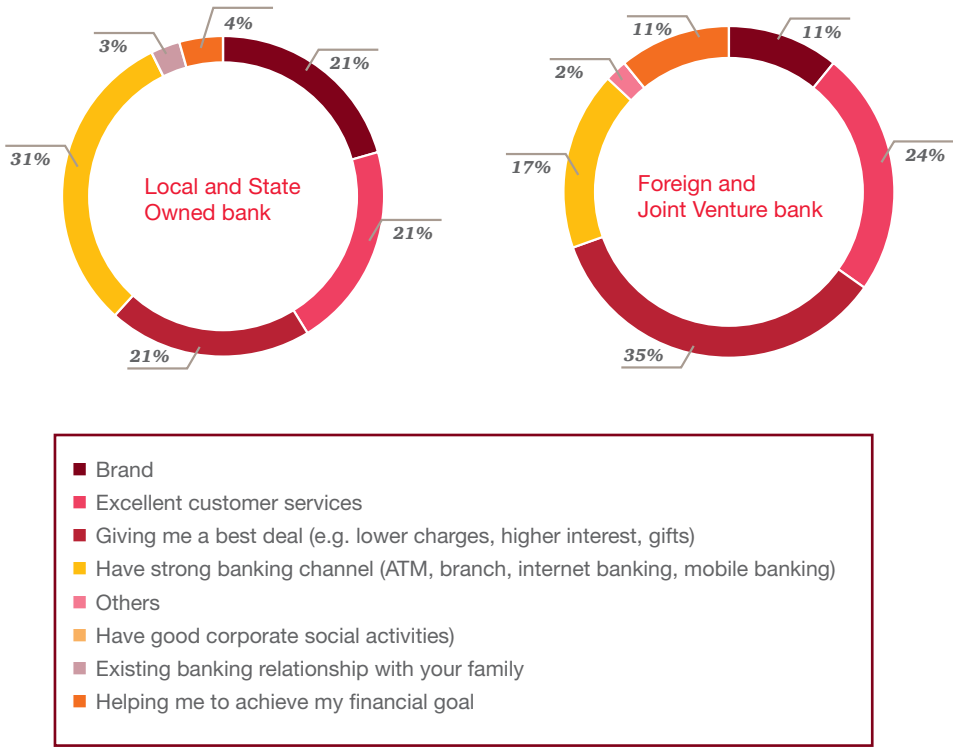 4%
3%
21%
31%
Local and State
Owned bank
21%
21%
11%
11%
2%
24%
17%
Foreign and
Joint Venture bank
35%
Brand
Excellent customer services
Giving me a best deal (e.g. lower charges, higher interest, gifts)
Have strong banking channel (ATM, branch, internet banking, mobile banking)
Others
Have good corporate social activities)
Existing banking relationship with your family
Helping me to achieve my financial goal